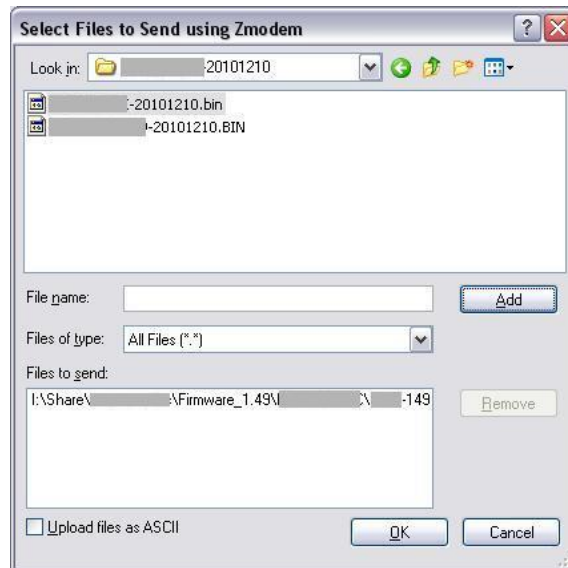 Select Files to Send using Zmodem
Look in: -20101210
-20101210.bin
-20101210.BIN
File name:
Add
Files of type: All Files (*.*)
Files to send:
I:\Share\ :\Firmware_1.49\ \ -149
Remove
Upload files as ASCII
OK
Cancel